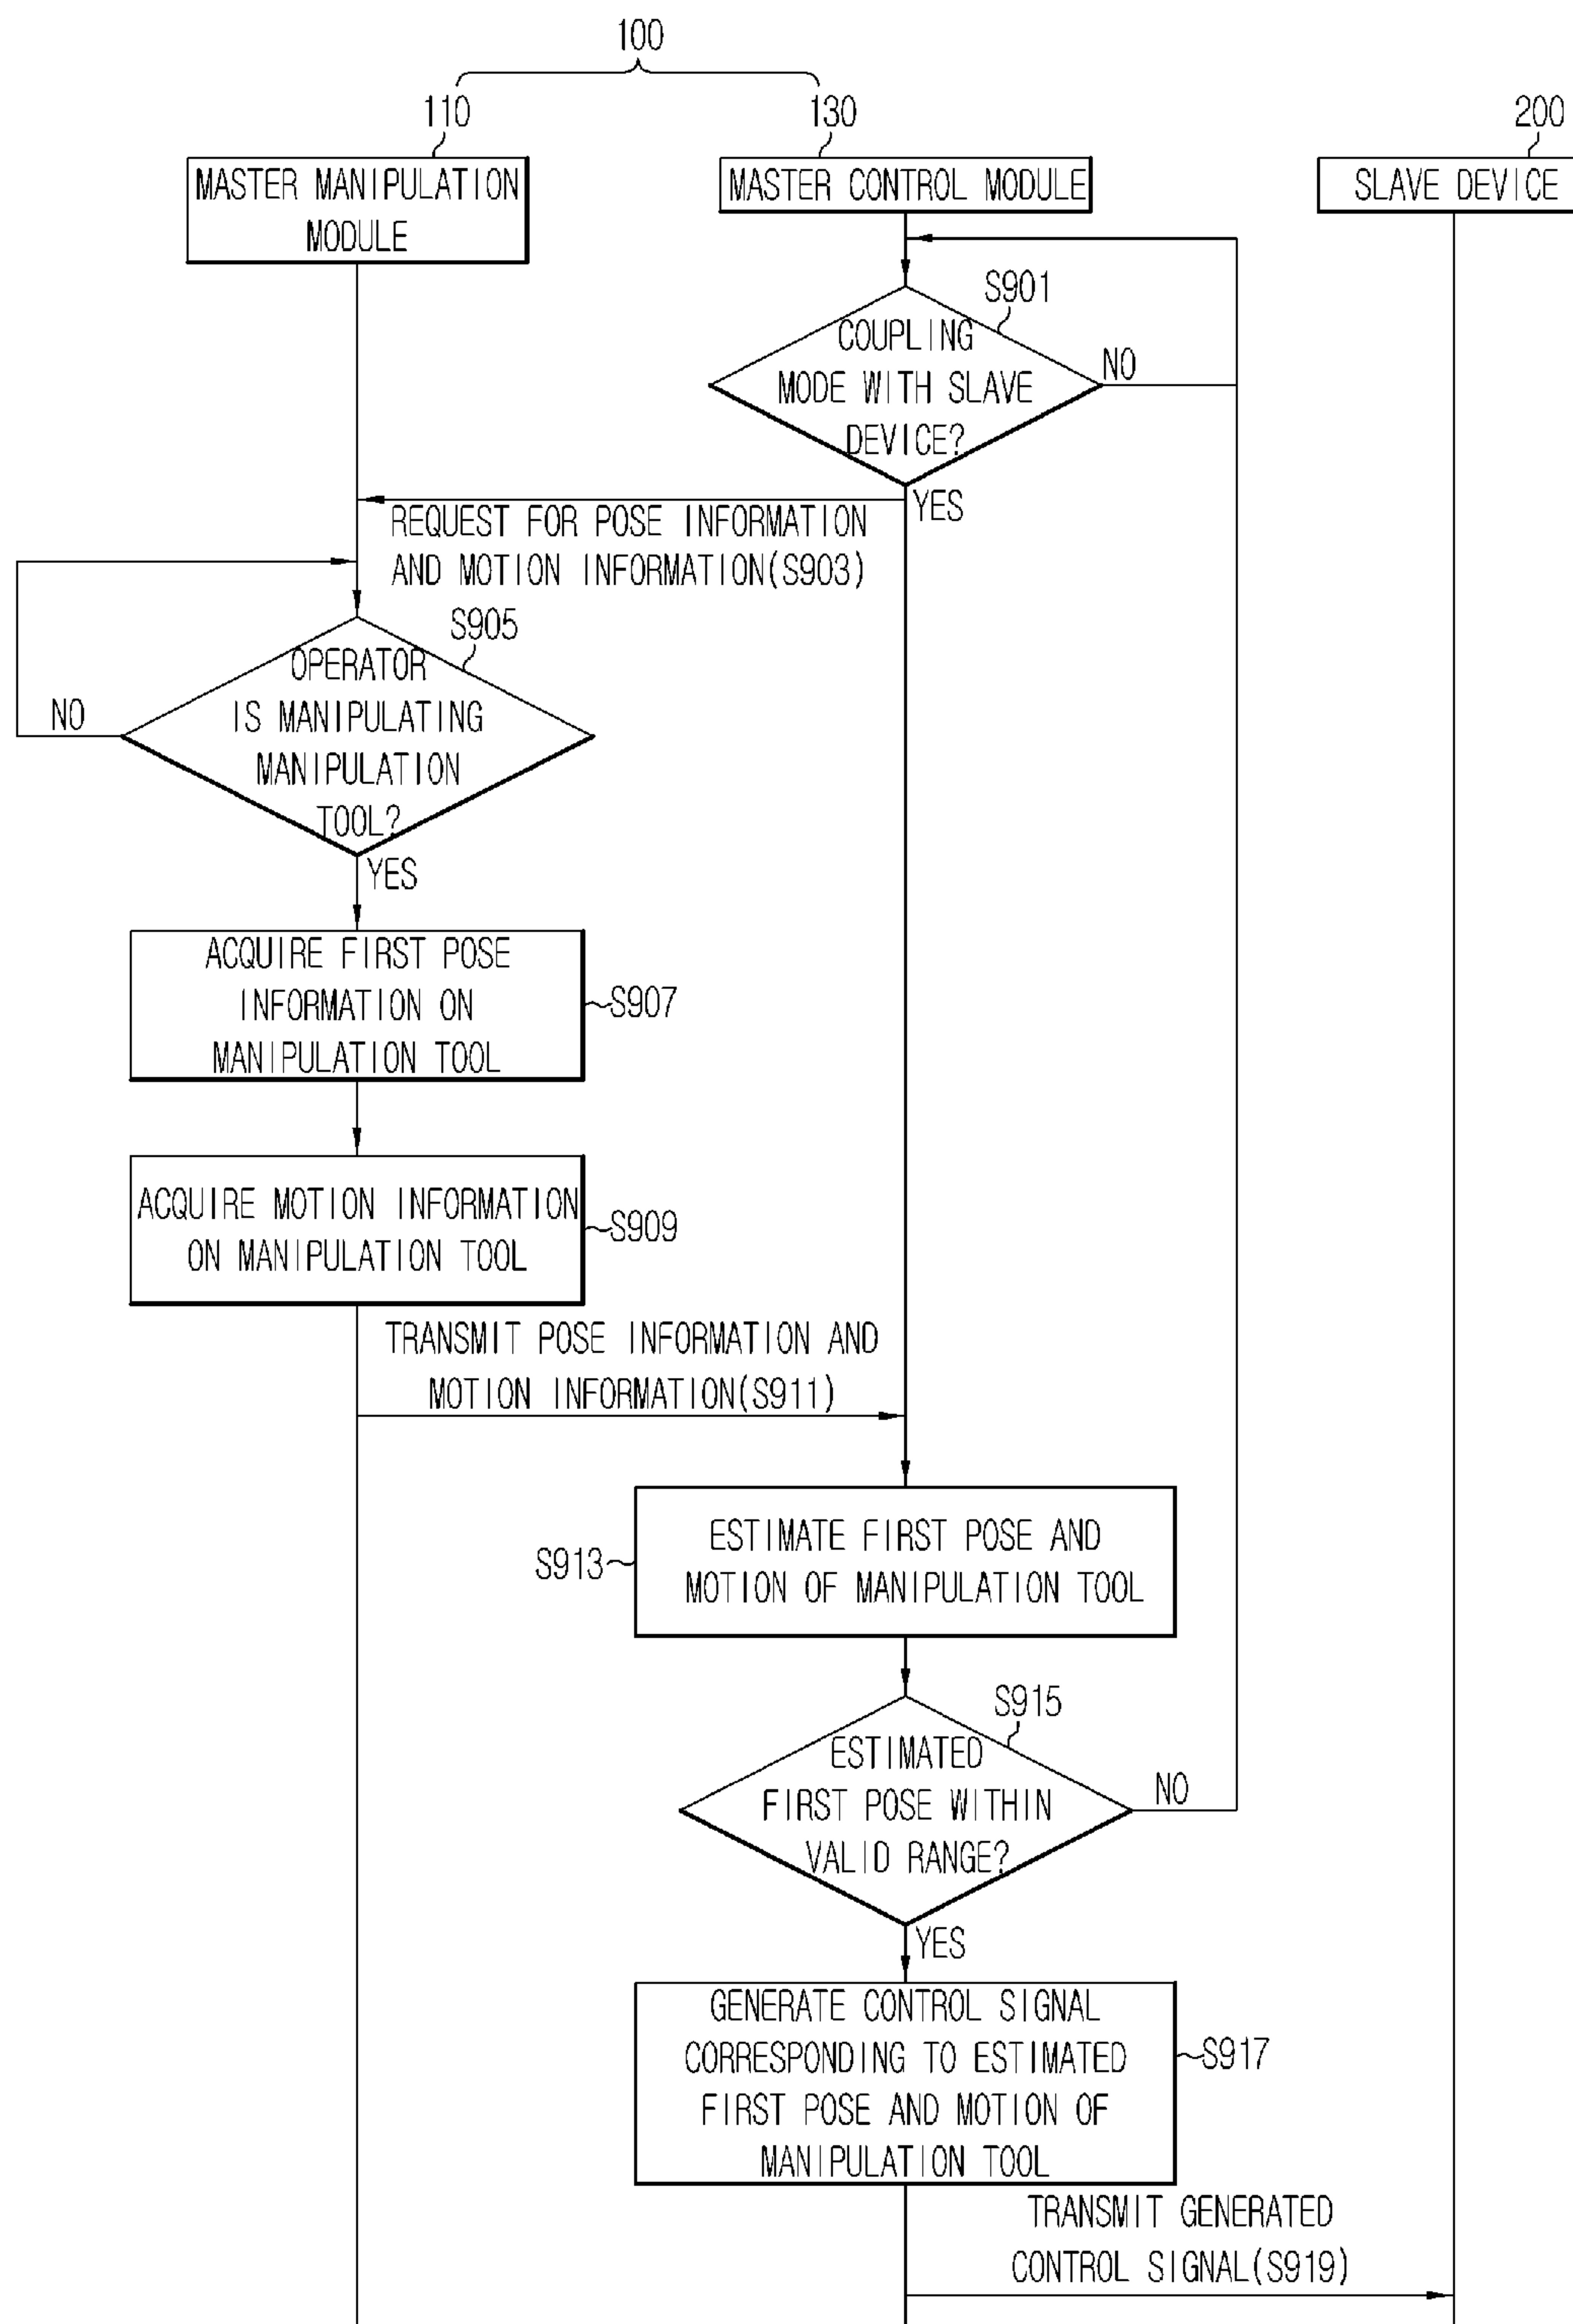 100
110
130
200
MASTER MANIPULATION
MODULE
MASTER CONTROL MODULE
SLAVE DEVICE
S901
COUPLING
MODE WITH SLAVE
DEVICE?
NO
YES
REQUEST FOR POSE INFORMATION
AND MOTION INFORMATION(S903)
S905
OPERATOR
IS MANIPULATING
MANIPULATION
TOOL?
NO
YES
ACQUIRE FIRST POSE
INFORMATION ON
MANIPULATION TOOL
S907
ACQUIRE MOTION INFORMATION
ON MANIPULATION TOOL
S909
TRANSMIT POSE INFORMATION AND
MOTION INFORMATION(S911)
ESTIMATE FIRST POSE AND
MOTION OF MANIPULATION TOOL
S913
S915
ESTIMATED
FIRST POSE WITHIN
VALID RANGE?
NO
YES
GENERATE CONTROL SIGNAL
CORRESPONDING TO ESTIMATED
FIRST POSE AND MOTION OF
MANIPULATION TOOL
S917
TRANSMIT GENERATED
CONTROL SIGNAL(S919)